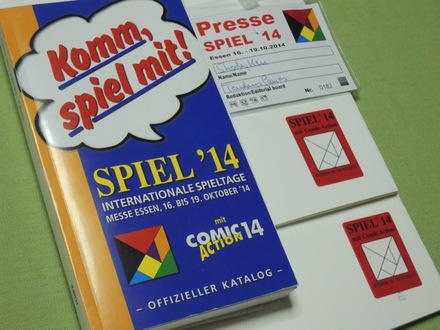 Komm,
spiel mit!
SPIEL '14
INTERNATIONALE SPIELTAGE
MESSE ESSEN, 16. BIS 19. OKTOBER '14
mit
COMIC
ACTION '14
- OFFIZIELLER KATALOG -
Presse
SPIEL '14
Essen 16. - 19.10.2014
Name/Name
Redaktion/Editorial board
Nr. 0182
SPIEL '14
mit Comic Action
SPIEL '14
mit Comic Action